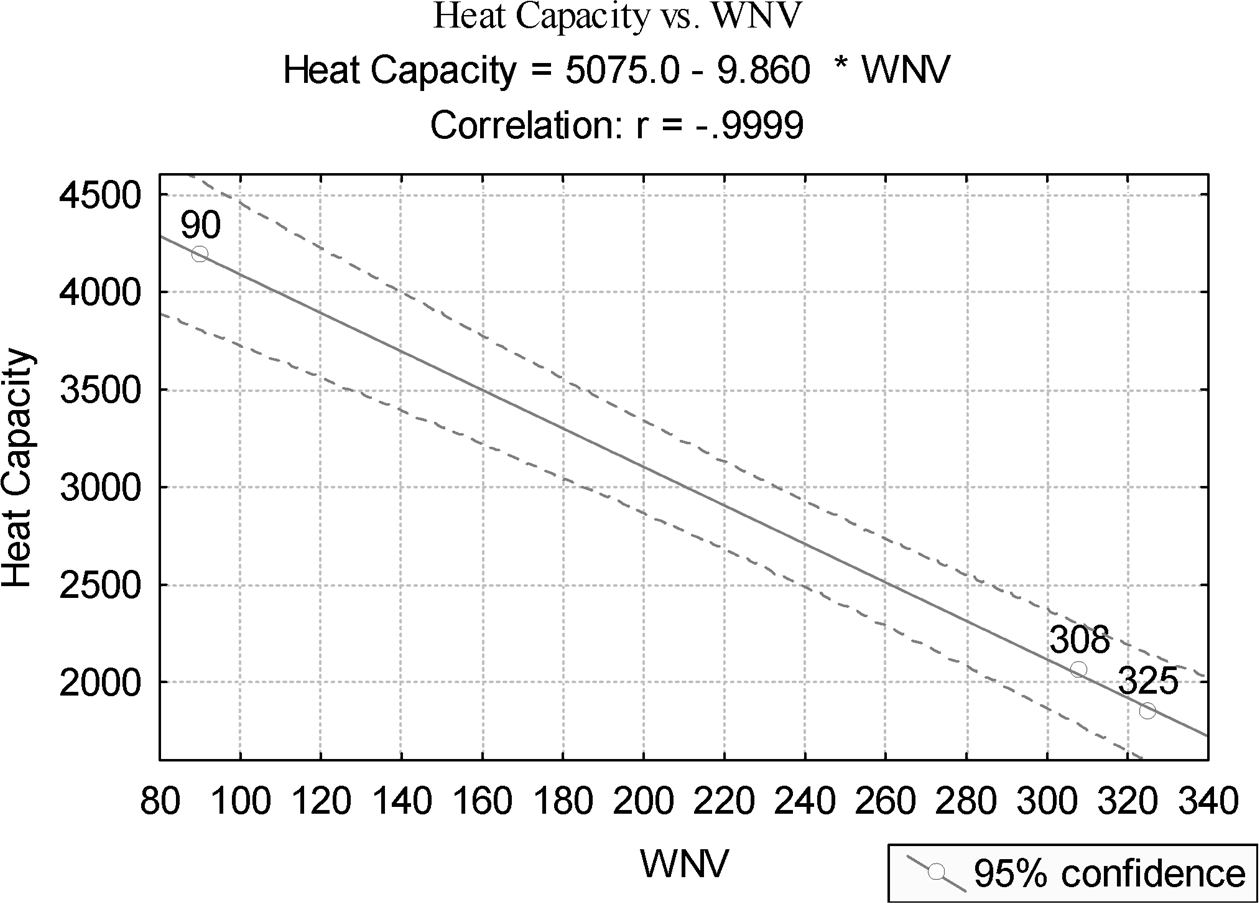 Heat Capacity vs. WNV
Heat Capacity = 5075.0 - 9.860 * WNV
Correlation: r = -.9999
4500
4000
3500
3000
2500
2000
Heat Capacity
90
308
325
80 100 120 140 160 180 200 220 240 260 280 300 320 340
WNV
95% confidence